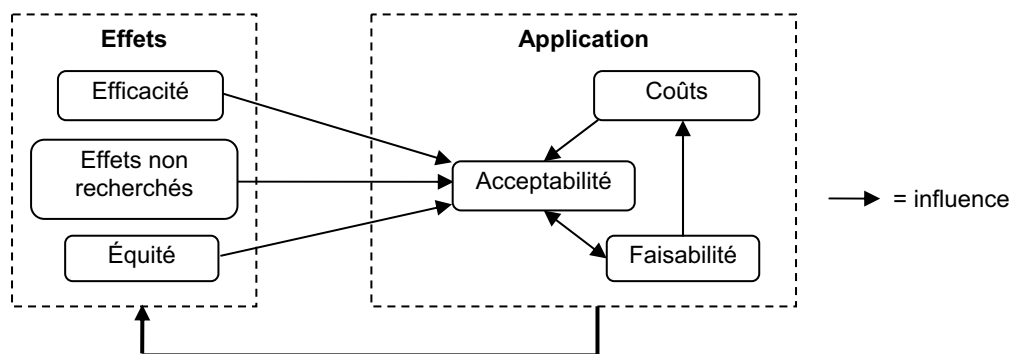 Effets
Application
Efficacité
Coûts
Effets non
recherchés
Acceptabilité
= influence
Équité
Faisabilité